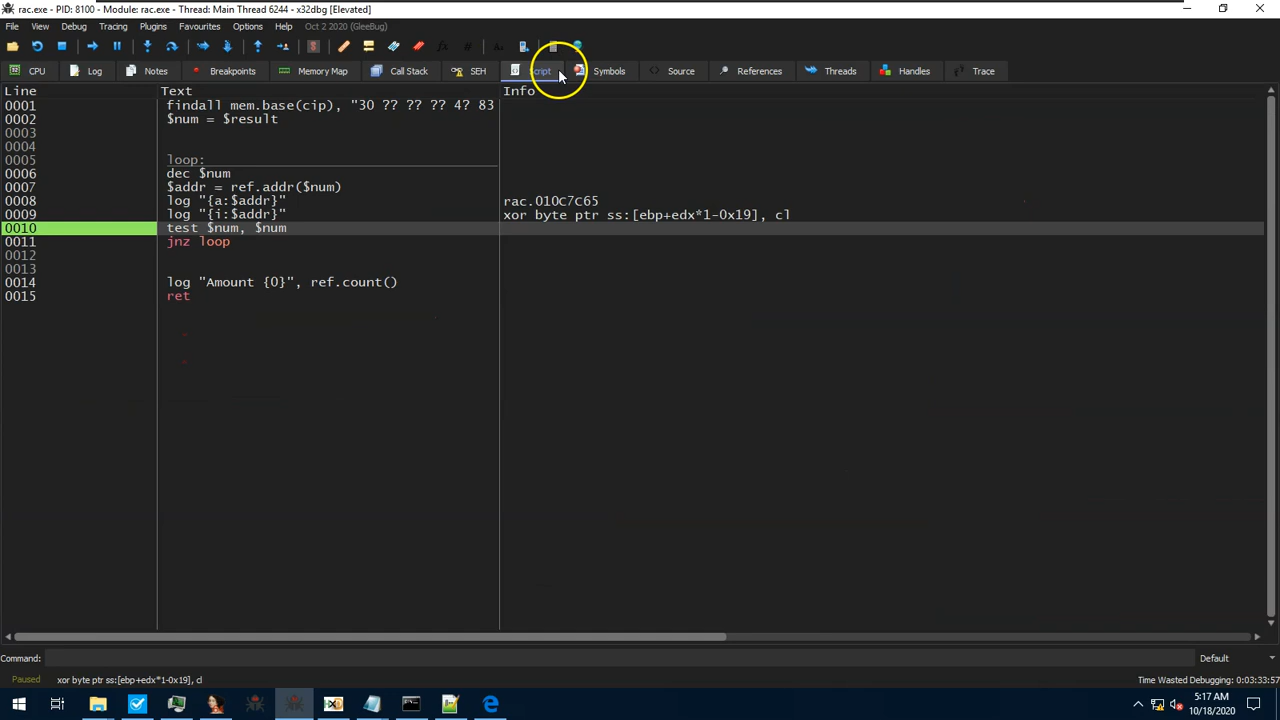 rac.exe - PID: 8100 - Module: rac.exe - Thread: Main Thread 6244 - x32dbg [Elevated]
File View Debug Tracing Plugins Favourites Options Help Oct 2 2020 (GleeBug)
CPU Log Notes Breakpoints Memory Map Call Stack SEH Script Symbols Source References Threads Handles Trace
Line Text Info
0001 findall mem.base(cip), "30 ?? ?? ?? 4? 83
0002 $num = $result
0003
0004
0005 loop:
0006 dec $num
0007 $addr = ref.addr($num)
0008 log "{a:$addr}" rac.010C7C65
0009 log "{i:$addr}" xor byte ptr ss:[ebp+edx*1-0x19], cl
0010 test $num, $num
0011 jnz loop
0012
0013
0014 log "Amount {0}", ref.count()
0015 ret
Command: Default
Paused xor byte ptr ss:[ebp+edx*1-0x19], cl Time Wasted Debugging: 0:03:33:57
5:17 AM
10/18/2020